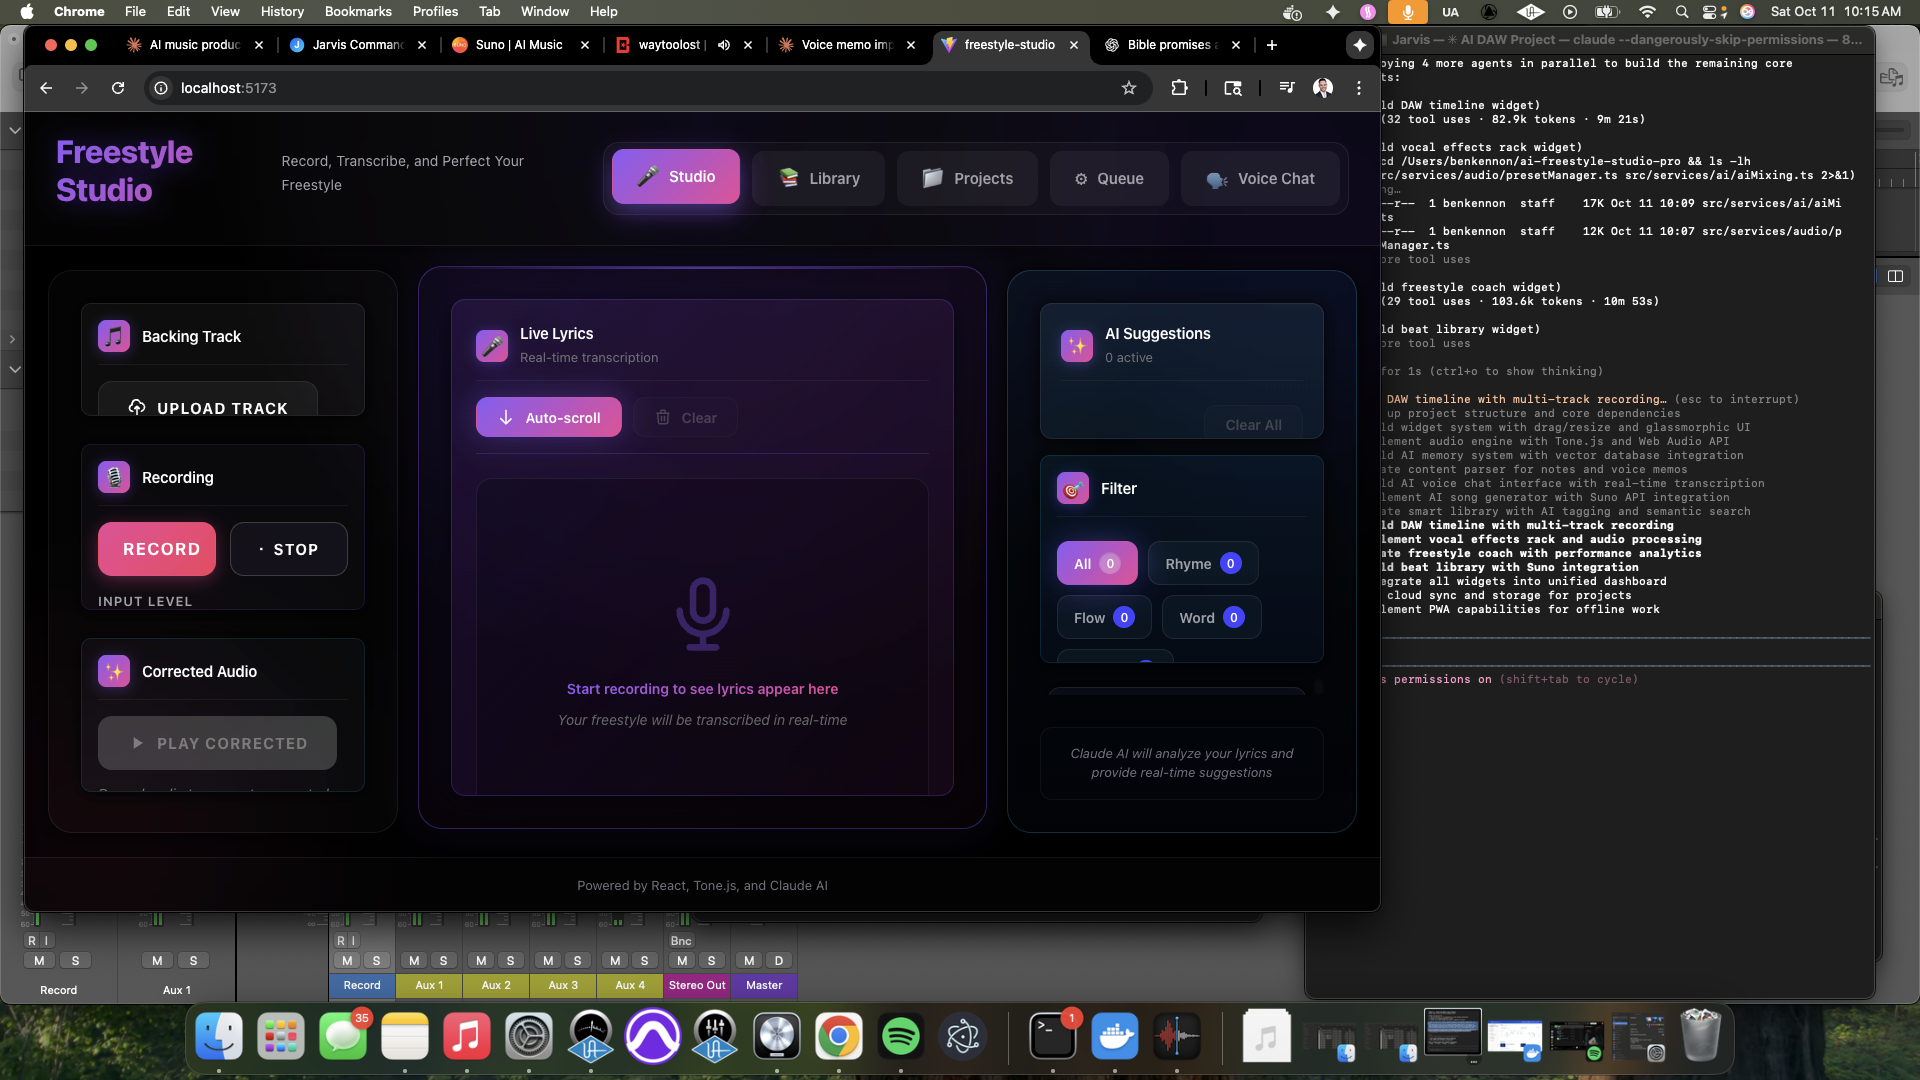 Chrome File Edit View History Bookmarks Profiles Tab Window Help
UA
Sat Oct 11 10:15 AM
AI music produc
Jarvis Comman
Suno | AI Music
waytoolost |
Voice memo imp
freestyle-studio
Bible promises a
localhost:5173
Freestyle
Studio
Record, Transcribe, and Perfect Your
Freestyle
Studio
Library
Projects
Queue
Voice Chat
Backing Track
UPLOAD TRACK
Recording
RECORD
STOP
INPUT LEVEL
Corrected Audio
PLAY CORRECTED
Live Lyrics
Real-time transcription
Auto-scroll
Clear
Start recording to see lyrics appear here
Your freestyle will be transcribed in real-time
AI Suggestions
0 active
Clear All
Filter
All 0
Rhyme 0
Flow 0
Word 0
Claude AI will analyze your lyrics and
provide real-time suggestions
Powered by React, Tone.js, and Claude AI
Jarvis — ✳ AI DAW Project — claude --dangerously-skip-permissions — 8...
oying 4 more agents in parallel to build the remaining core
ts:
ld DAW timeline widget)
(32 tool uses · 82.9k tokens · 9m 21s)
ld vocal effects rack widget)
cd /Users/benkennon/ai-freestyle-studio-pro && ls -lh
rc/services/audio/presetManager.ts src/services/ai/aiMixing.ts 2>&1)
g…
--r-- 1 benkennon staff 17K Oct 11 10:09 src/services/ai/aiMi
ts
--r-- 1 benkennon staff 12K Oct 11 10:07 src/services/audio/p
Manager.ts
ore tool uses
ld freestyle coach widget)
(29 tool uses · 103.6k tokens · 10m 53s)
ld beat library widget)
ore tool uses
for 1s (ctrl+o to show thinking)
DAW timeline with multi-track recording… (esc to interrupt)
up project structure and core dependencies
ld widget system with drag/resize and glassmorphic UI
lement audio engine with Tone.js and Web Audio API
ld AI memory system with vector database integration
ate content parser for notes and voice memos
ld AI voice chat interface with real-time transcription
lement AI song generator with Suno API integration
ate smart library with AI tagging and semantic search
ld DAW timeline with multi-track recording
lement vocal effects rack and audio processing
ate freestyle coach with performance analytics
ld beat library with Suno integration
egrate all widgets into unified dashboard
cloud sync and storage for projects
lement PWA capabilities for offline work
s permissions on (shift+tab to cycle)
R I
R I
Bnc
M S
M S
M S
M S
M S
M S
M S
M S
M D
Record
Aux 1
Record
Aux 1
Aux 2
Aux 3
Aux 4
Stereo Out
Master
35
1